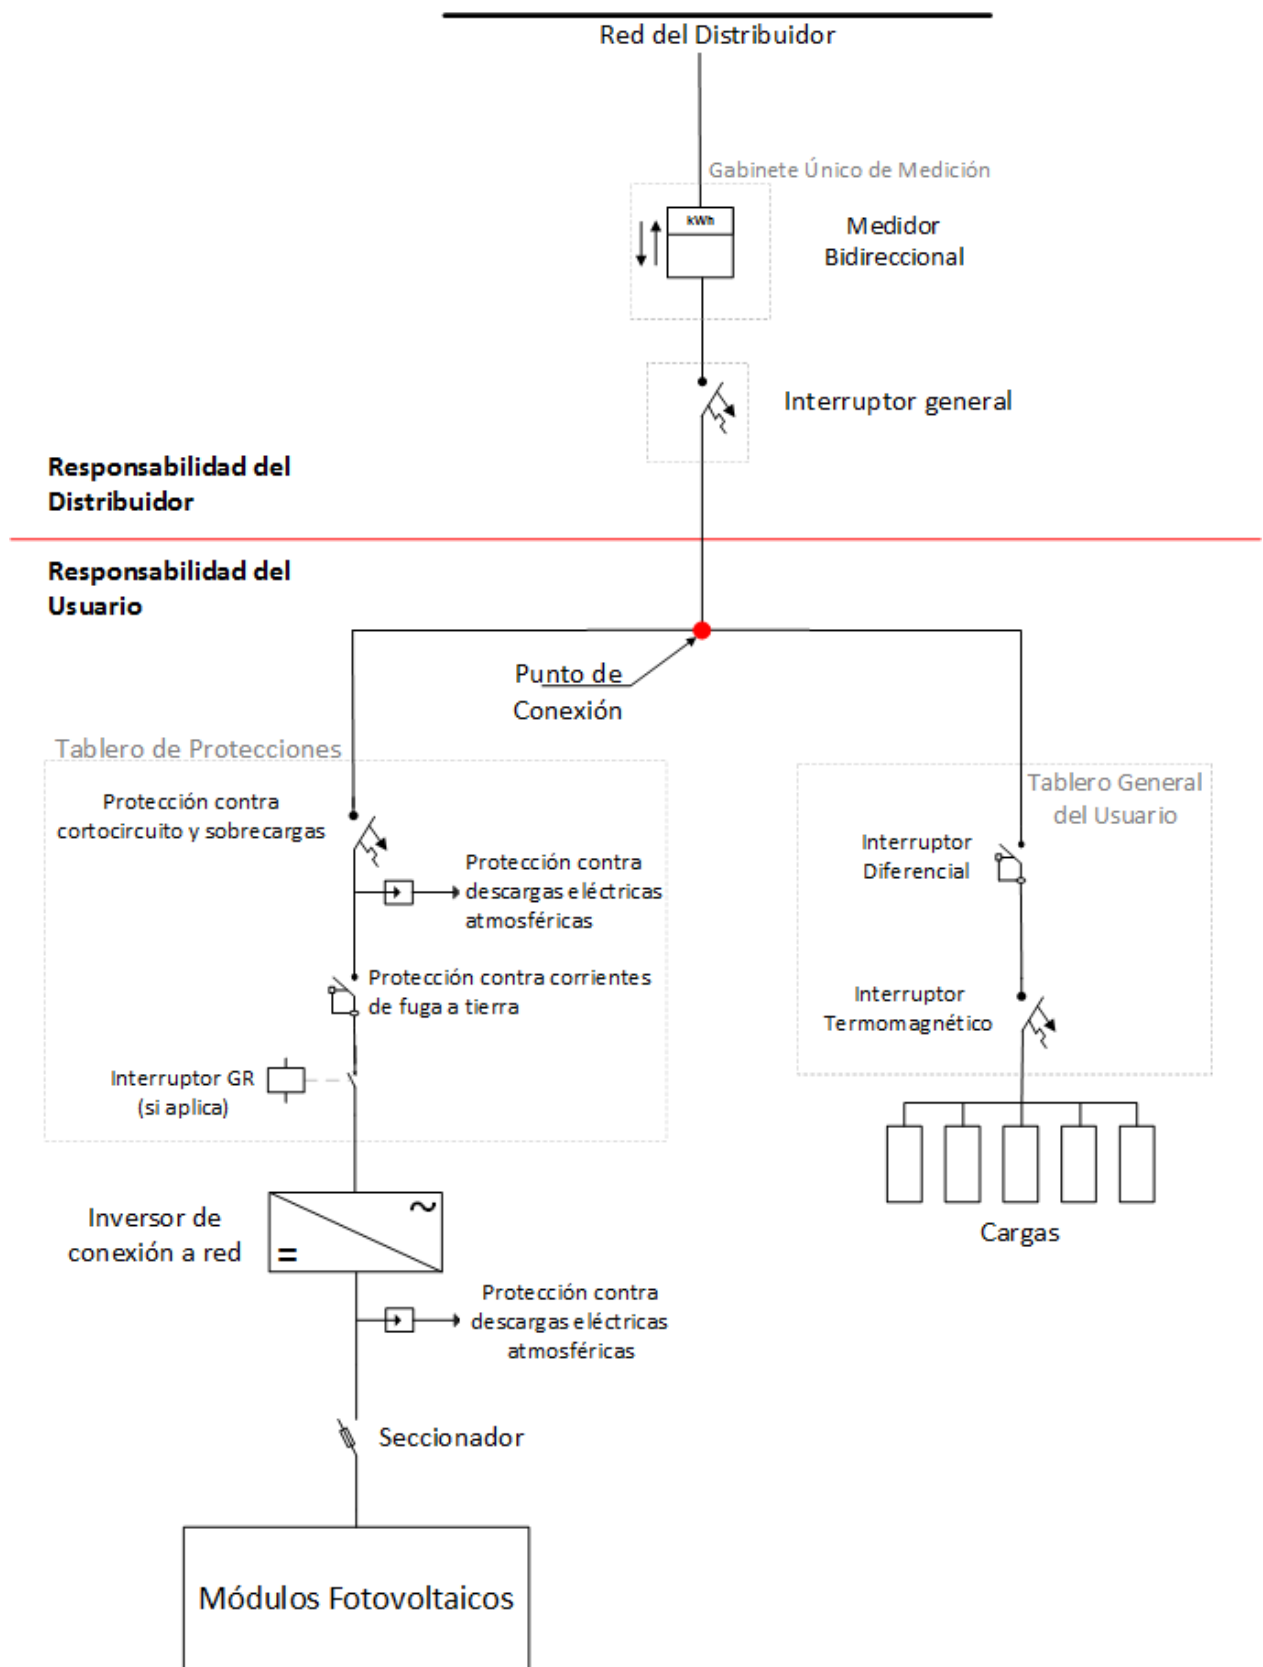 Red del Distribuidor
Gabinete Único de Medición
kWh
Medidor
Bidireccional
Interruptor general
Responsabilidad del
Distribuidor
Responsabilidad del
Usuario
Punto de
Conexión
Tablero de Protecciones
Protección contra
cortocircuito y sobrecargas
Protección contra
descargas eléctricas
atmosféricas
Protección contra corrientes
de fuga a tierra
Interruptor GR
(si aplica)
Tablero General
del Usuario
Interruptor
Diferencial
Interruptor
Termomagnético
Cargas
Inversor de
conexión a red
~
=
Protección contra
descargas eléctricas
atmosféricas
Seccionador
Módulos Fotovoltaicos